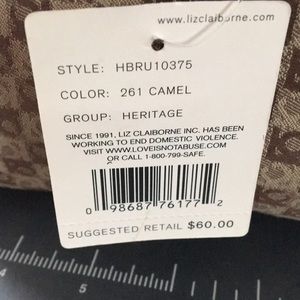 www.lizclaiborne.com
STYLE: HBRU10375
COLOR: 261 CAMEL
GROUP: HERITAGE
SINCE 1991, LIZ CLAIBORNE INC. HAS BEEN
WORKING TO END DOMESTIC VIOLENCE.
VISIT WWW.LOVEISNOTABUSE.COM
OR CALL 1-800-799-SAFE.
0 98687 76177 2
SUGGESTED RETAIL $60.00
4 5